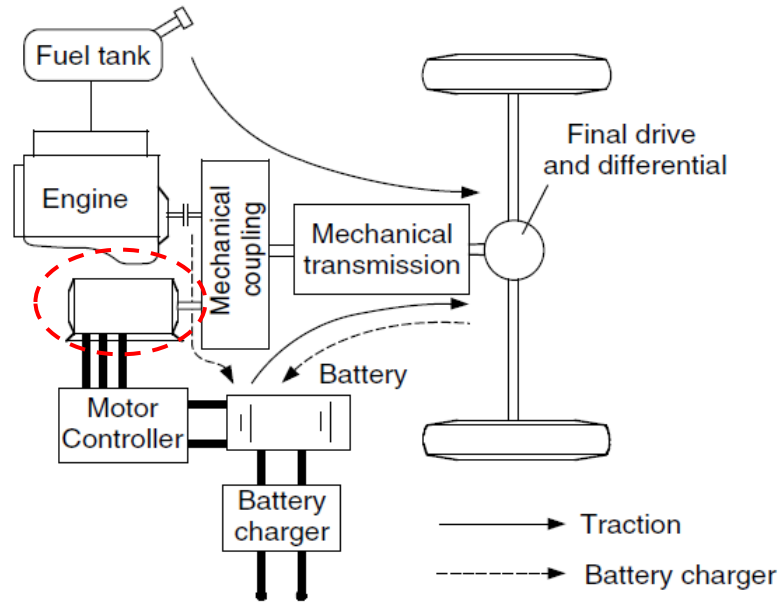 Fuel tank
Final drive
and differential
Engine
Mechanical
coupling
Mechanical
transmission
Battery
Motor
Controller
Battery
charger
Traction
Battery charger